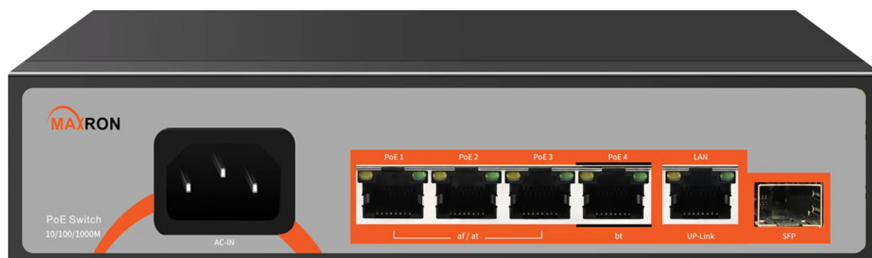 MAXRON
PoE 1 PoE 2 PoE 3 PoE 4 LAN
PoE Switch
10/100/1000M
AC-IN
af / at bt UP-Link SFP